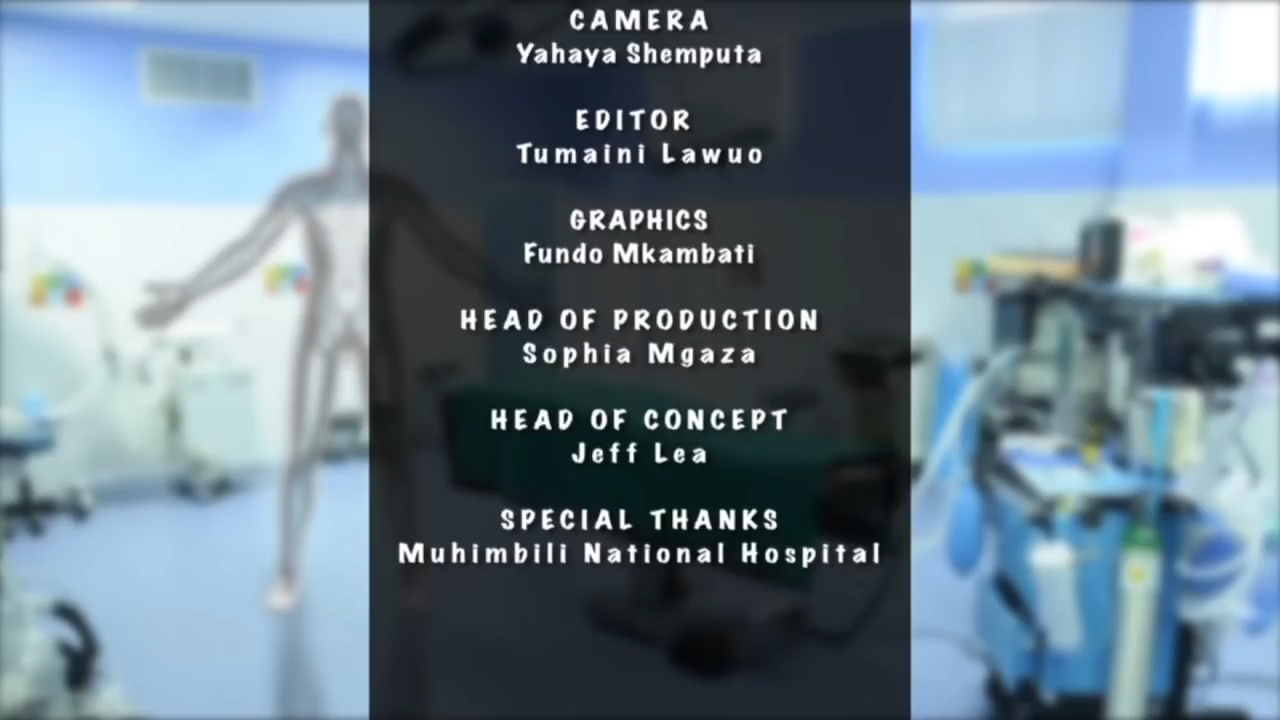 CAMERA
Yahaya Shemputa
EDITOR
Tumaini Lawuo
GRAPHICS
Fundo Mkambati
HEAD OF PRODUCTION
Sophia Mgaza
HEAD OF CONCEPT
Jeff Lea
SPECIAL THANKS
Muhimbili National Hospital